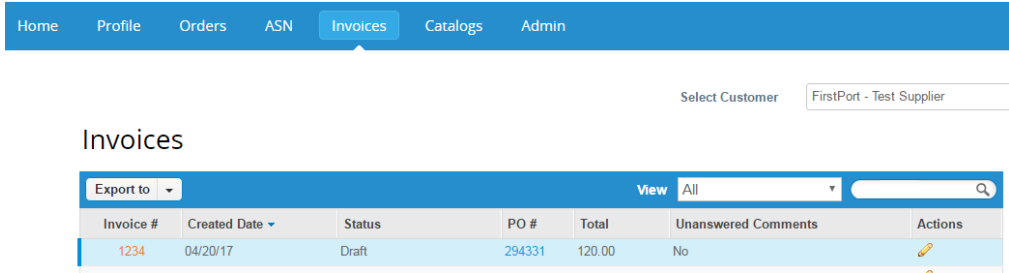 Home Profile Orders ASN Invoices Catalogs Admin
Select Customer FirstPort - Test Supplier
Invoices
Export to View All
Invoice # Created Date Status PO # Total Unanswered Comments Actions
1234 04/20/17 Draft 294331 120.00 No